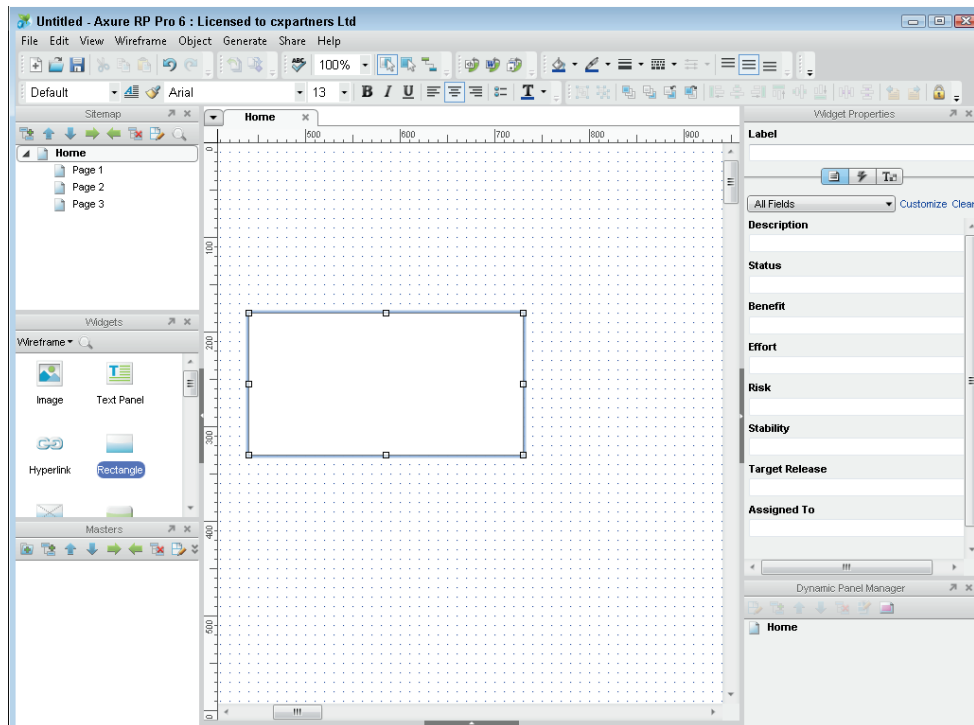 Untitled - Axure RP Pro 6 : Licensed to cxpartners Ltd
File Edit View Wireframe Object Generate Share Help
100%
Default Arial 13 B I U T
Sitemap
Home
Page 1
Page 2
Page 3
Widgets
Wireframe
Image Text Panel
Hyperlink Rectangle
Masters
Home
500 600 700 800 900
0
100
200
300
400
500
0
Widget Properties
Label
All Fields Customize Clear
Description
Status
Benefit
Effort
Risk
Stability
Target Release
Assigned To
Dynamic Panel Manager
Home